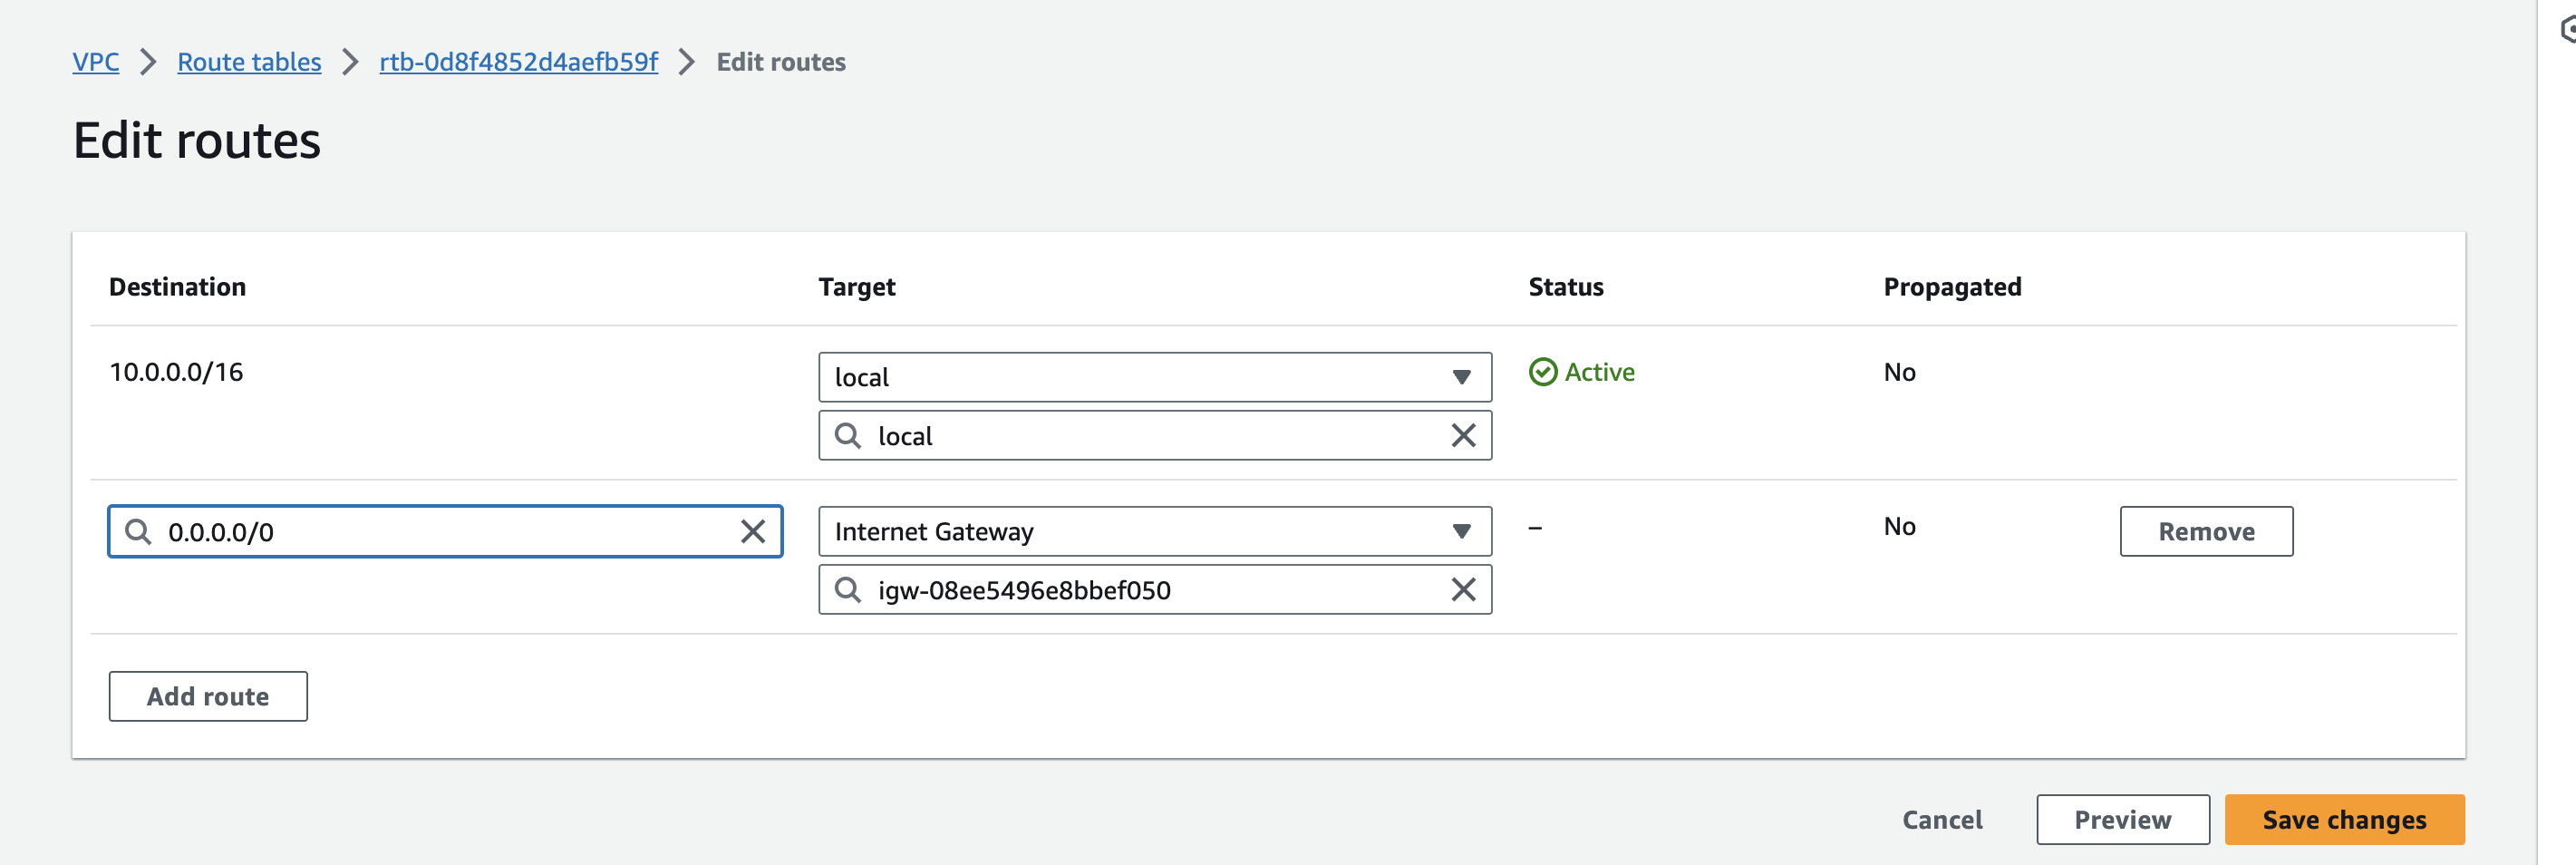 VPC > Route tables > rtb-0d8f4852d4aefb59f > Edit routes
Edit routes
Destination Target Status Propagated
10.0.0.0/16 local Active No
local
0.0.0.0/0 Internet Gateway – No Remove
igw-08ee5496e8bbef050
Add route
Cancel Preview Save changes